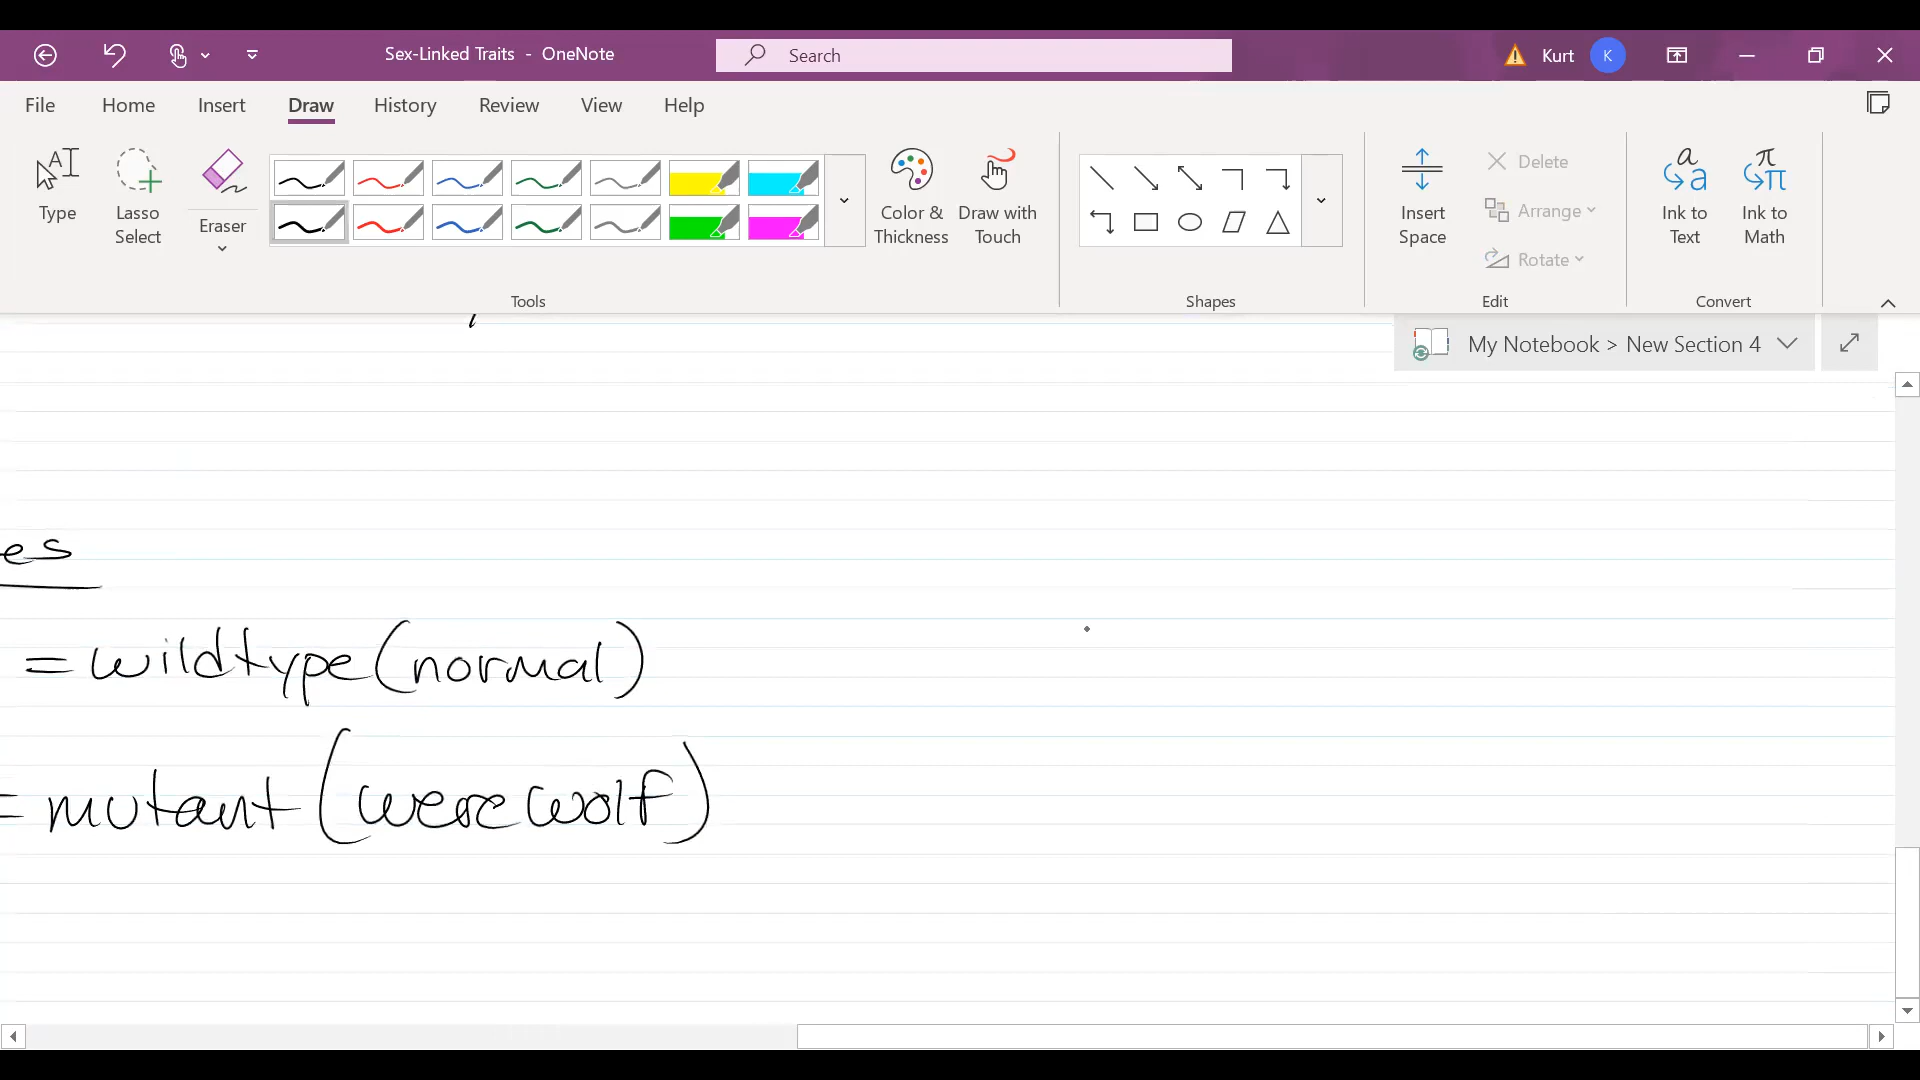 Sex-Linked Traits - OneNote
Search
Kurt
K
File Home Insert Draw History Review View Help
Type
Lasso Select
Eraser
Color & Thickness
Draw with Touch
Insert Space
Delete
Arrange
Rotate
Ink to Text
Ink to Math
Tools
Shapes
Edit
Convert
My Notebook > New Section 4
es
= wildtype (normal)
= mutant (werewolf)